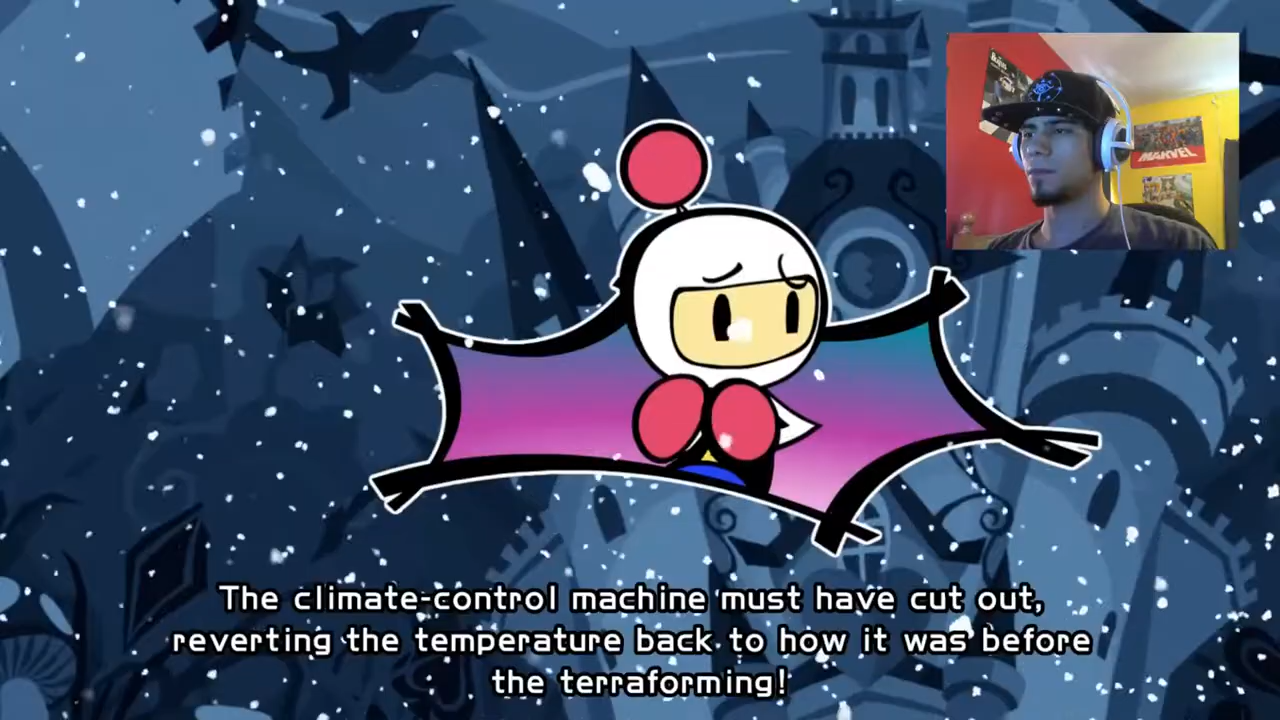 MARVEL
The climate-control machine must have cut out,
reverting the temperature back to how it was before
the terraforming!